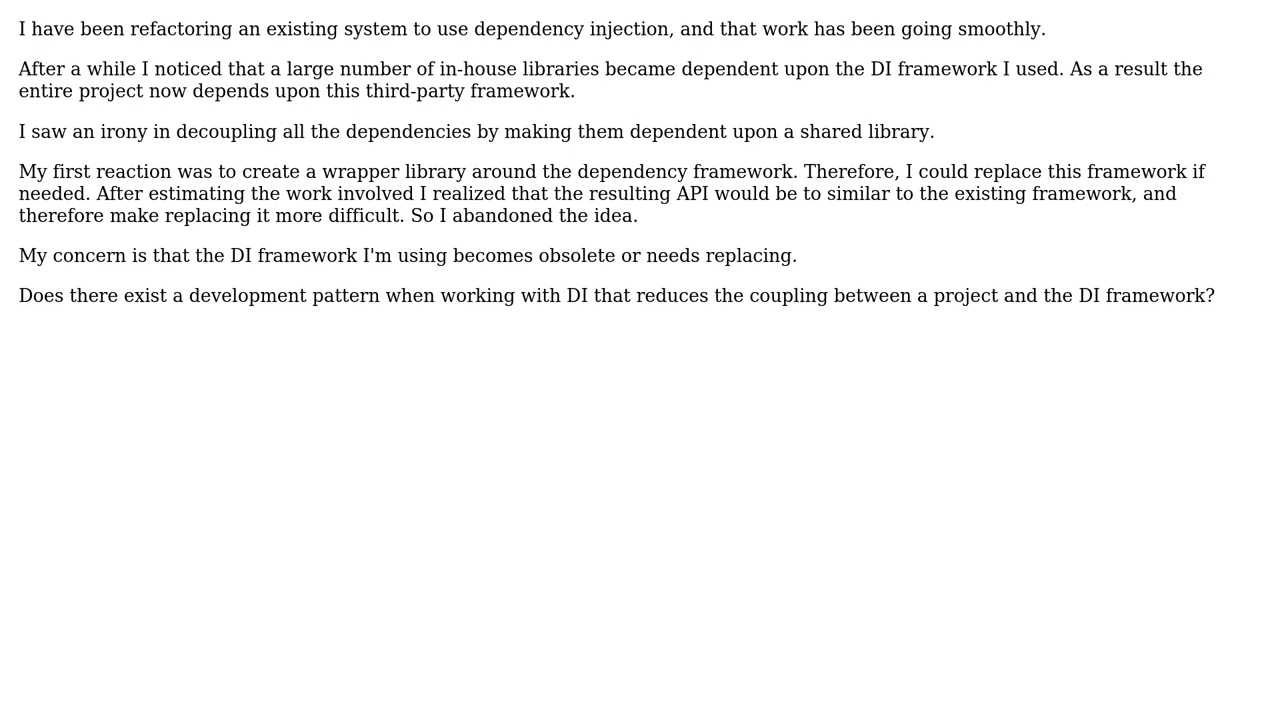 I have been refactoring an existing system to use dependency injection, and that work has been going smoothly.
After a while I noticed that a large number of in-house libraries became dependent upon the DI framework I used. As a result the
entire project now depends upon this third-party framework.
I saw an irony in decoupling all the dependencies by making them dependent upon a shared library.
My first reaction was to create a wrapper library around the dependency framework. Therefore, I could replace this framework if
needed. After estimating the work involved I realized that the resulting API would be to similar to the existing framework, and
therefore make replacing it more difficult. So I abandoned the idea.
My concern is that the DI framework I'm using becomes obsolete or needs replacing.
Does there exist a development pattern when working with DI that reduces the coupling between a project and the DI framework?